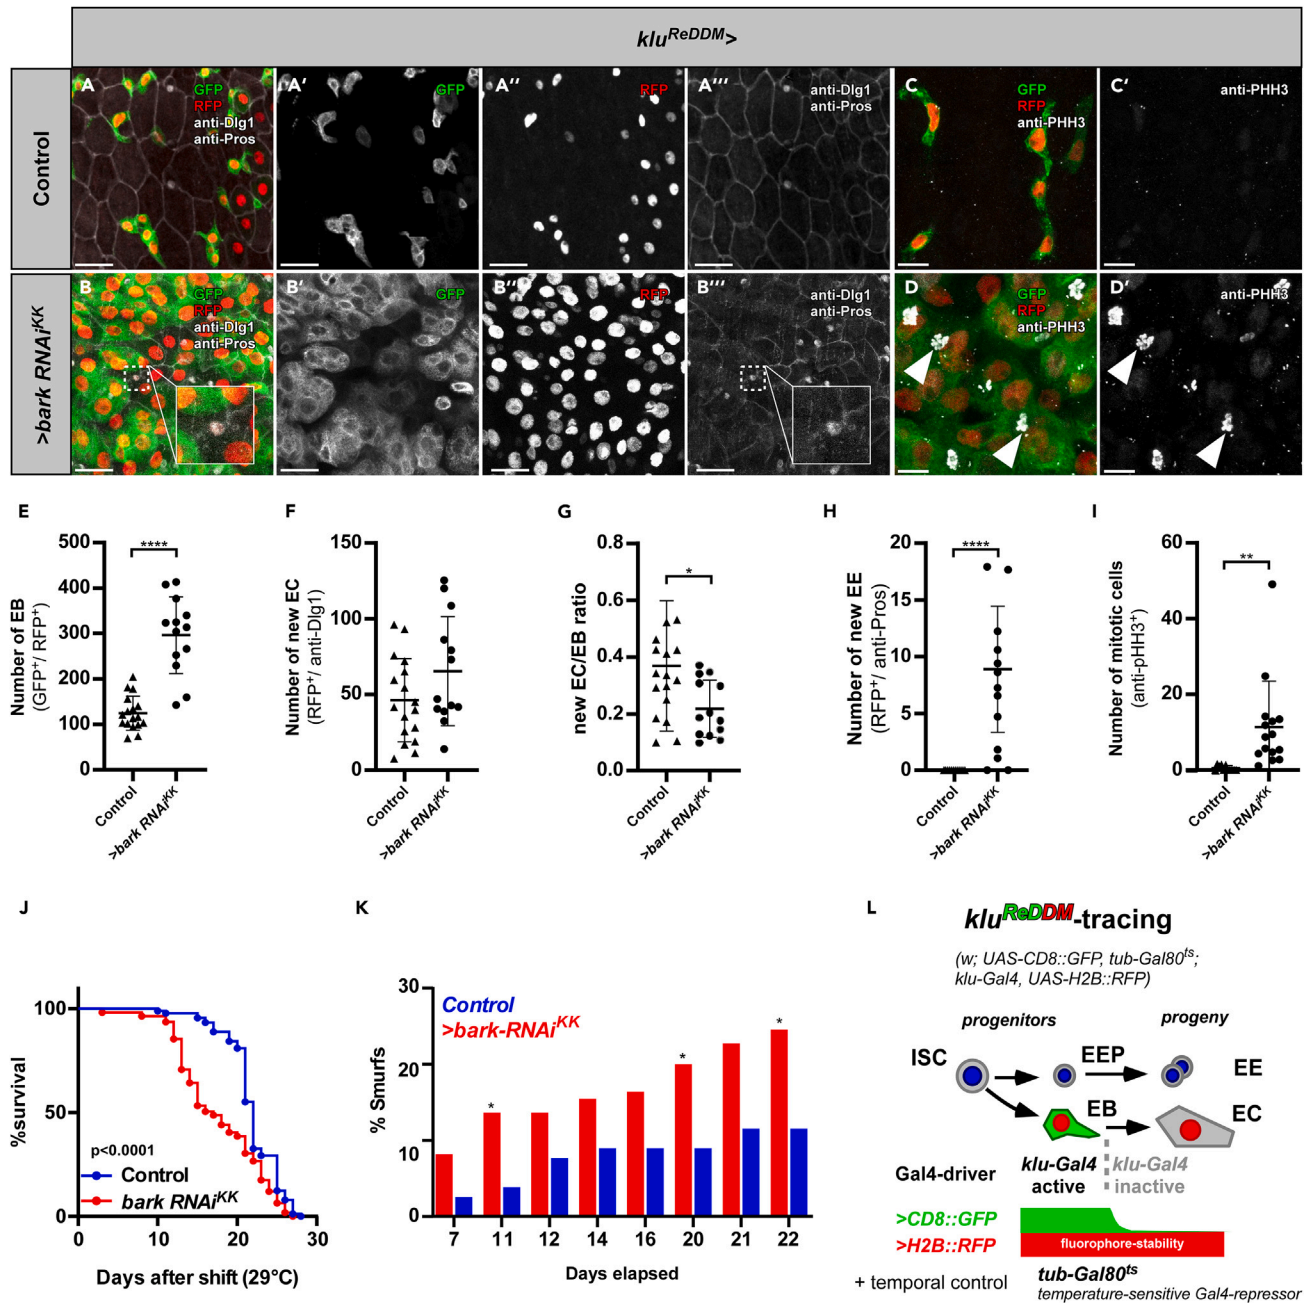 klu^ReDDM>
Control
>bark RNAi^KK
A
GFP
RFP
anti-Dlg1
anti-Pros
A'
GFP
A''
RFP
A'''
anti-Dlg1
anti-Pros
C
GFP
RFP
anti-PHH3
C'
anti-PHH3
B
GFP
RFP
anti-Dlg1
anti-Pros
B'
GFP
B''
RFP
B'''
anti-Dlg1
anti-Pros
D
GFP
RFP
anti-PHH3
D'
anti-PHH3
E
Number of EB
(GFP+/ RFP+)
500
400
300
200
100
0
****
Control
>bark RNAi^KK
F
Number of new EC
(RFP+/ anti-Dlg1)
150
100
50
0
Control
>bark RNAi^KK
G
new EC/EB ratio
0.8
0.6
0.4
0.2
0.0
*
Control
>bark RNAi^KK
H
Number of new EE
(RFP+/ anti-Pros)
20
15
10
5
0
****
Control
>bark RNAi^KK
I
Number of mitotic cells
(anti-pHH3+)
60
40
20
0
**
Control
>bark RNAi^KK
J
%survival
100
50
0
p<0.0001
Control
bark RNAi^KK
0 10 20 30
Days after shift (29°C)
K
% Smurfs
30
20
10
0
Control
>bark-RNAi^KK
*
*
*
7 11 12 14 16 20 21 22
Days elapsed
L
klu^ReDDM-tracing
(w; UAS-CD8::GFP, tub-Gal80^ts;
klu-Gal4, UAS-H2B::RFP)
progenitors progeny
ISC EEP EE
EB EC
Gal4-driver
klu-Gal4
active
klu-Gal4
inactive
>CD8::GFP
>H2B::RFP
fluorophore-stability
+ temporal control
tub-Gal80^ts
temperature-sensitive Gal4-repressor